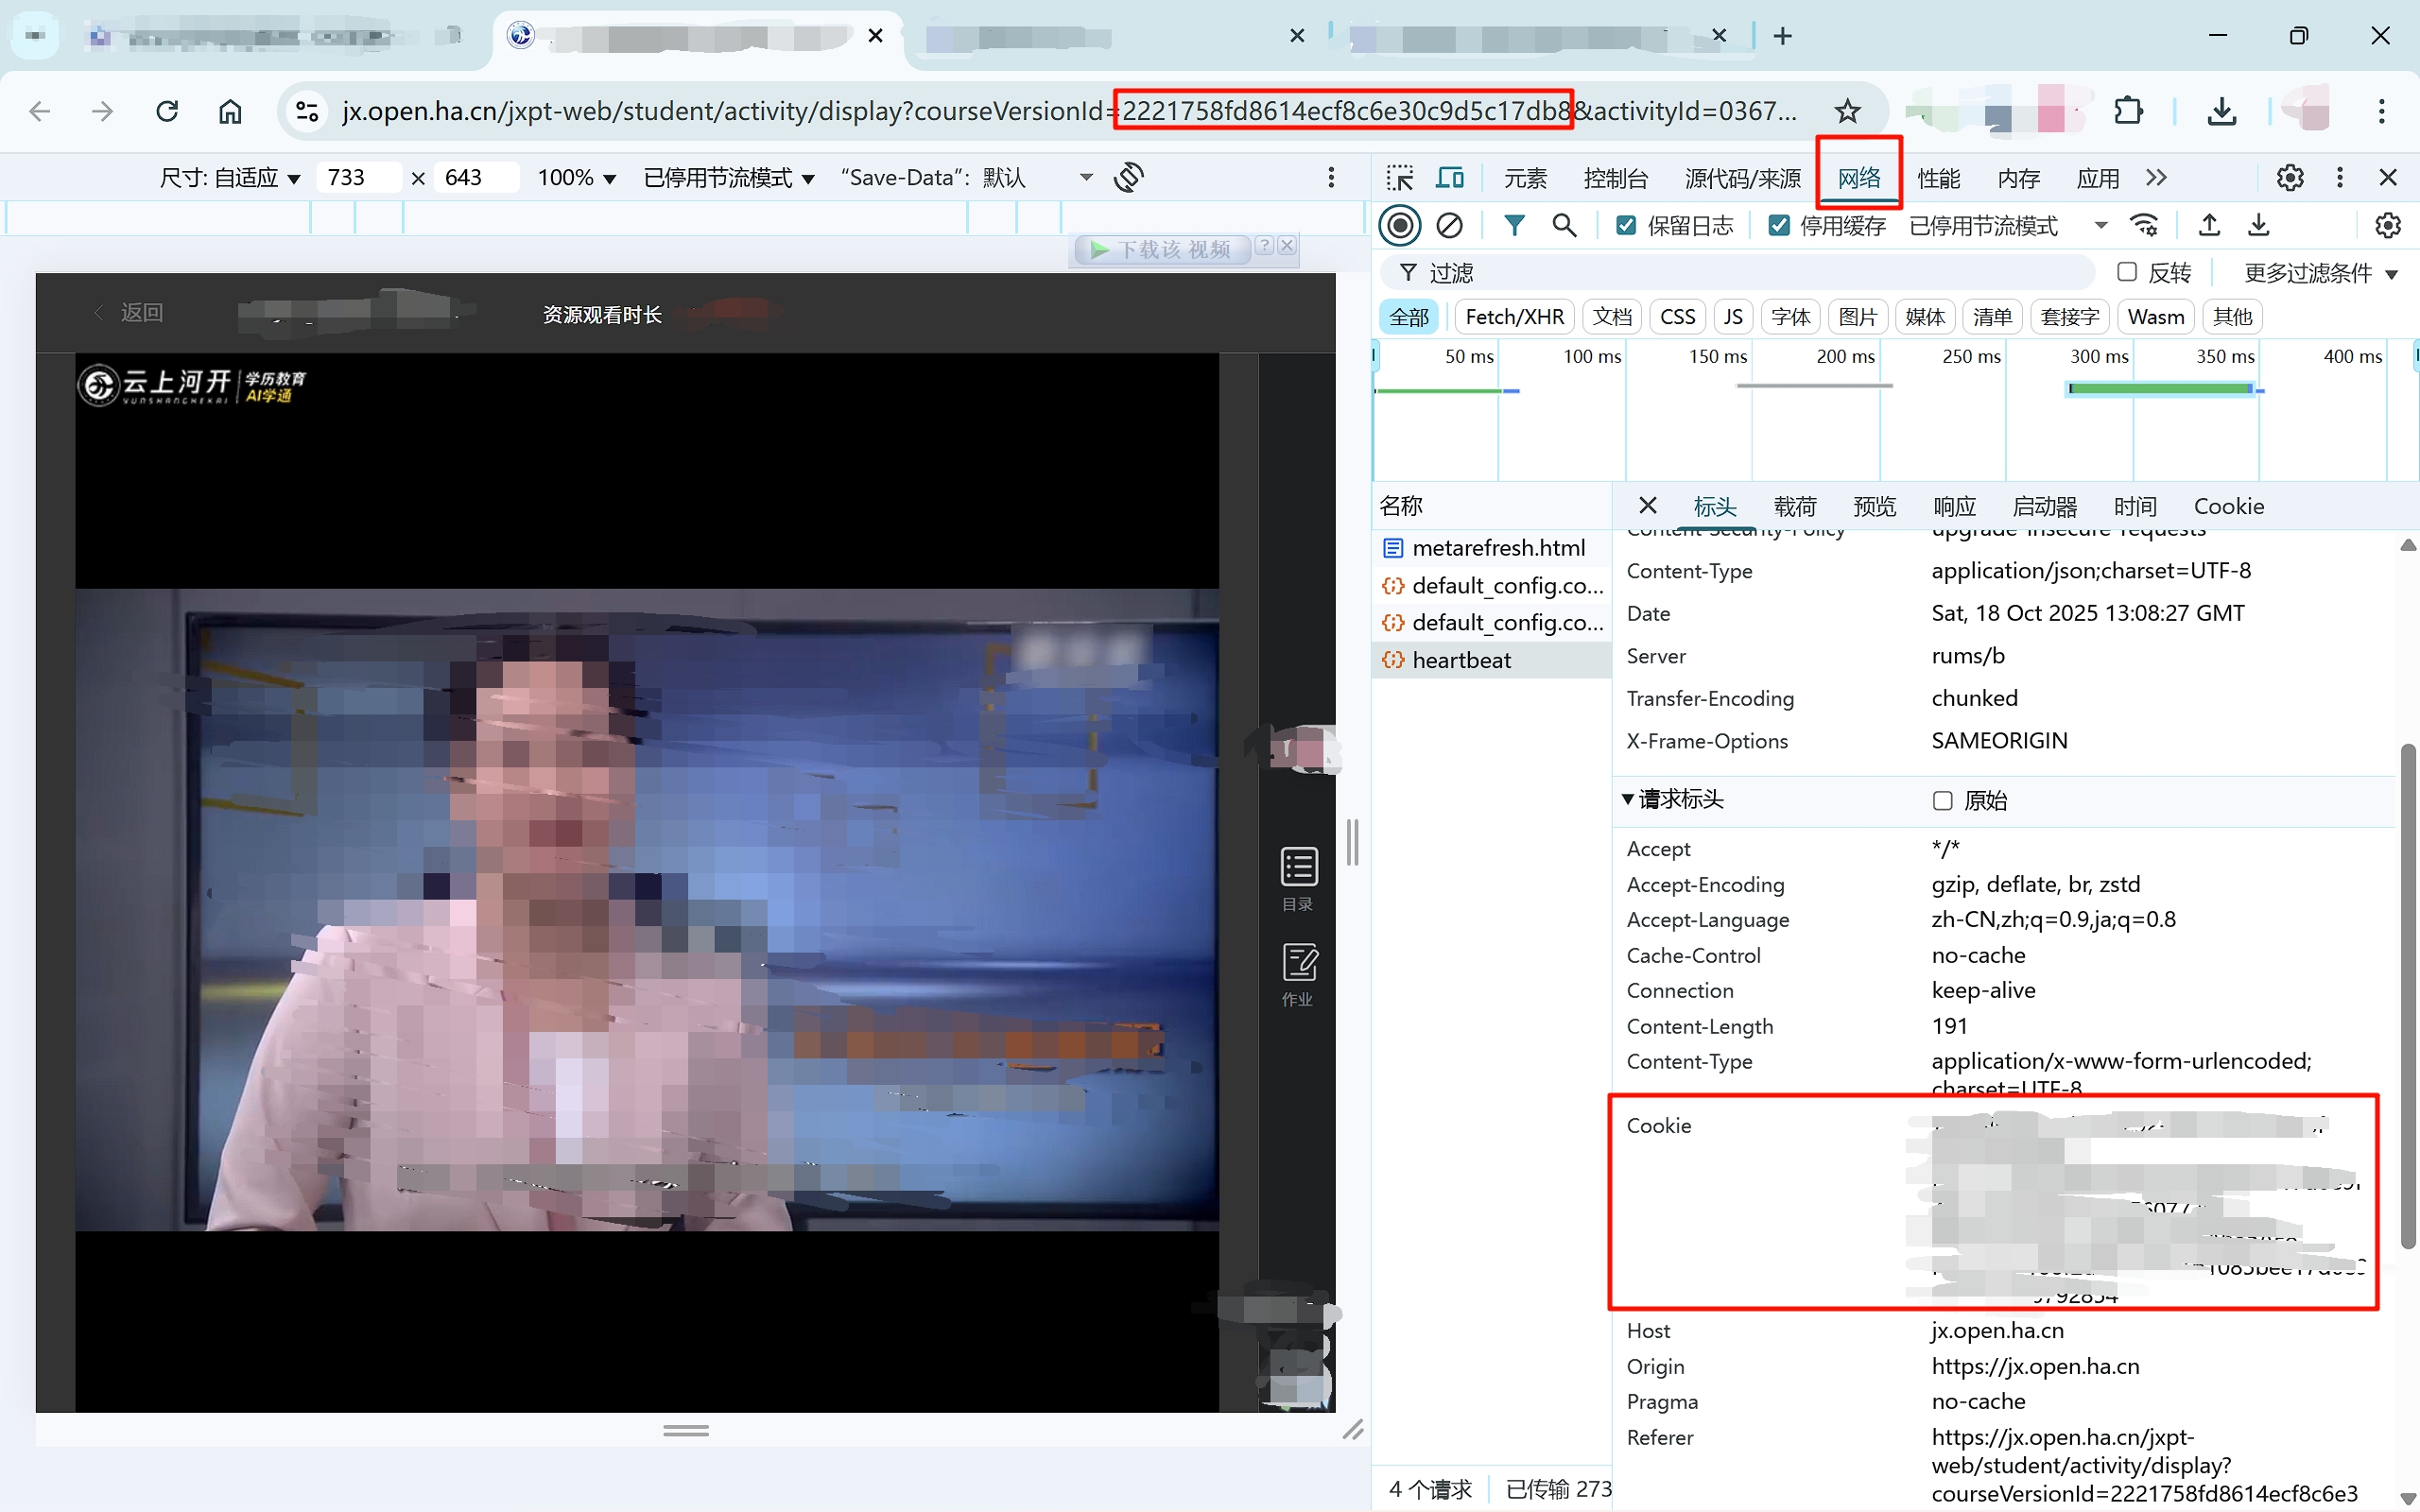 jx.open.ha.cn/jxpt-web/student/activity/display?courseVersionId=2221758fd8614ecf8c6e30c9d5c17db8&activityId=0367...
尺寸: 自适应 733 × 643 100% 已停用节流模式 “Save-Data”: 默认
元素 控制台 源代码/来源 网络 性能 内存 应用
保留日志 停用缓存 已停用节流模式
下载该 视频 ?
过滤 反转 更多过滤条件
全部 Fetch/XHR 文档 CSS JS 字体 图片 媒体 清单 套接字 Wasm 其他
50 ms 100 ms 150 ms 200 ms 250 ms 300 ms 350 ms 400 ms
返回 资源观看时长
云上河开 学历教育
YUNSHANGHEKAI AI学通
目录
作业
名称
metarefresh.html
default_config.co...
default_config.co...
heartbeat
4 个请求 已传输 273
标头 载荷 预览 响应 启动器 时间 Cookie
Content-Security-Policy upgrade-insecure-requests
Content-Type application/json;charset=UTF-8
Date Sat, 18 Oct 2025 13:08:27 GMT
Server rums/b
Transfer-Encoding chunked
X-Frame-Options SAMEORIGIN
请求标头 原始
Accept */*
Accept-Encoding gzip, deflate, br, zstd
Accept-Language zh-CN,zh;q=0.9,ja;q=0.8
Cache-Control no-cache
Connection keep-alive
Content-Length 191
Content-Type application/x-www-form-urlencoded;
charset=UTF-8
Cookie
Host jx.open.ha.cn
Origin https://jx.open.ha.cn
Pragma no-cache
Referer https://jx.open.ha.cn/jxpt-
web/student/activity/display?
courseVersionId=2221758fd8614ecf8c6e3